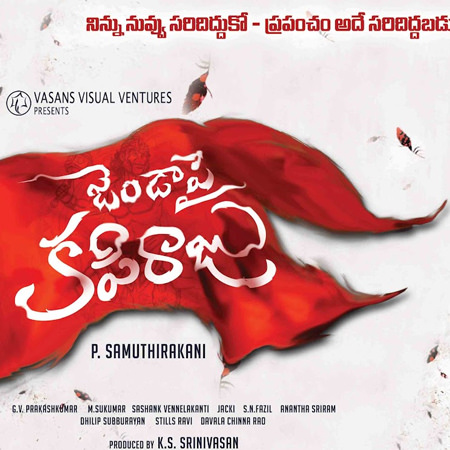 నిన్ను నువ్వు సరిదిద్దుకో - ప్రపంచం అదే సరిదిద్దబడు
VASANS VISUAL VENTURES
PRESENTS
జెండాపై
కపిరాజు
P. SAMUTHIRAKANI
G.V. PRAKASHKUMAR M.SUKUMAR SASHANK VENNELAKANTI JACKI S.N.FAZIL ANANTHA SRIRAM
DHILIP SUBBURAYAN STILLS RAVI DAVALA CHINNA RAO
PRODUCED BY K.S. SRINIVASAN